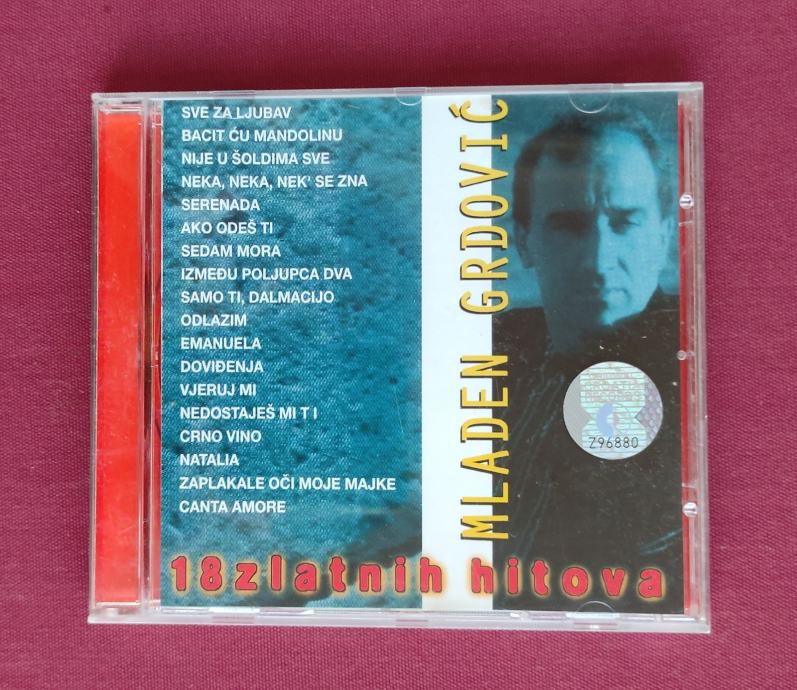 SVE ZA LJUBAV
BACIT ĆU MANDOLINU
NIJE U ŠOLDIMA SVE
NEKA, NEKA, NEK' SE ZNA
SERENADA
AKO ODEŠ TI
SEDAM MORA
IZMEĐU POLJUPCA DVA
SAMO TI, DALMACIJO
ODLAZIM
EMANUELA
DOVIĐENJA
VJERUJ MI
NEDOSTAJEŠ MI T I
CRNO VINO
NATALIA
ZAPLAKALE OČI MOJE MAJKE
CANTA AMORE
MLADEN GRDOVIĆ
Z96880
18 zlatnih hitova